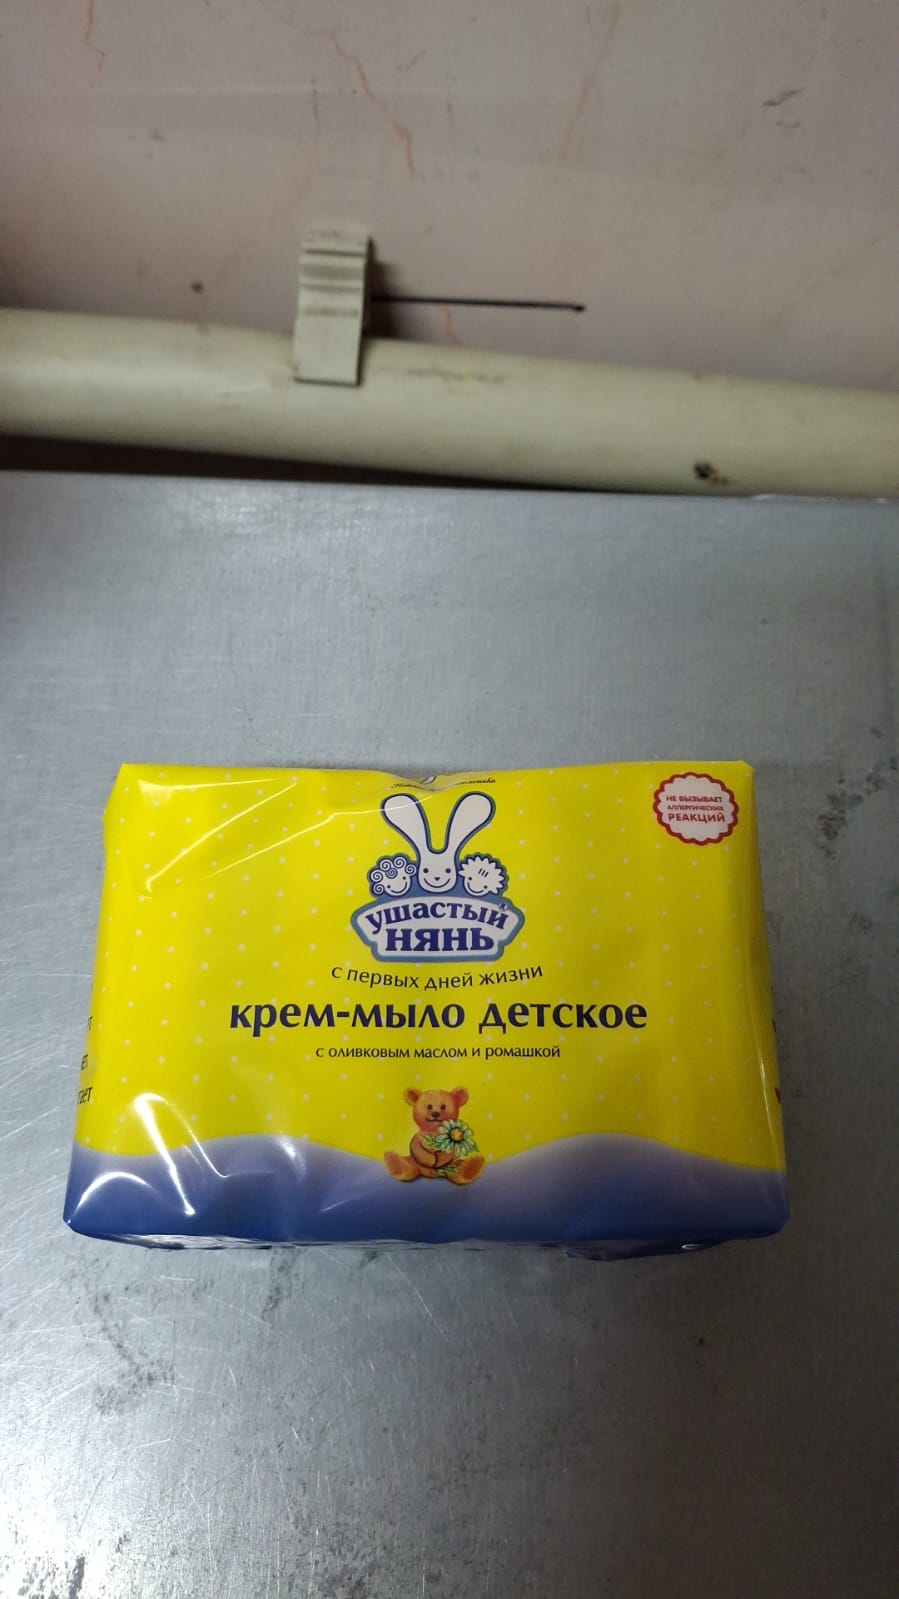 НЕ ВЫЗЫВАЕТ
АЛЛЕРГИЧЕСКИХ
РЕАКЦИЙ
ушастый
нянь
с первых дней жизни
крем-мыло детское
с оливковым маслом и ромашкой